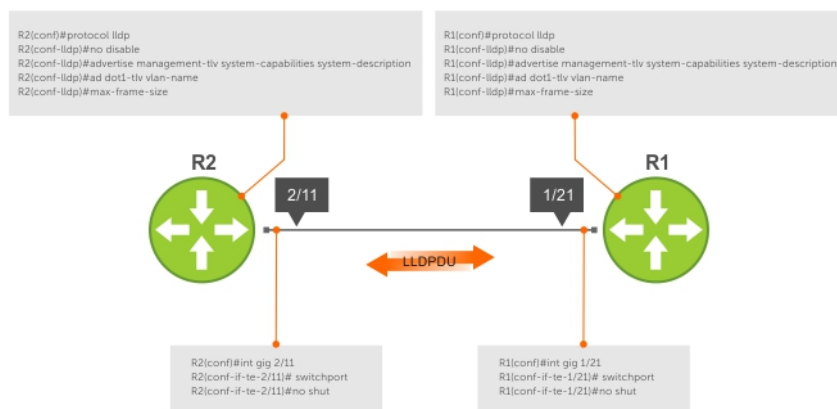 R2(conf)#protocol lldp
R2(conf-lldp)#no disable
R2(conf-lldp)#advertise management-tlv system-capabilities system-description
R2(conf-lldp)#ad dot1-tlv vlan-name
R2(conf-lldp)#max-frame-size
R1(conf)#protocol lldp
R1(conf-lldp)#no disable
R1(conf-lldp)#advertise management-tlv system-capabilities system-description
R1(conf-lldp)#ad dot1-tlv vlan-name
R1(conf-lldp)#max-frame-size
R2
R1
2/11
1/21
LLDPDU
R2(conf)#int gig 2/11
R2(conf-if-te-2/11)# switchport
R2(conf-if-te-2/11)#no shut
R1(conf)#int gig 1/21
R1(conf-if-te-1/21)# switchport
R1(conf-if-te-1/21)#no shut